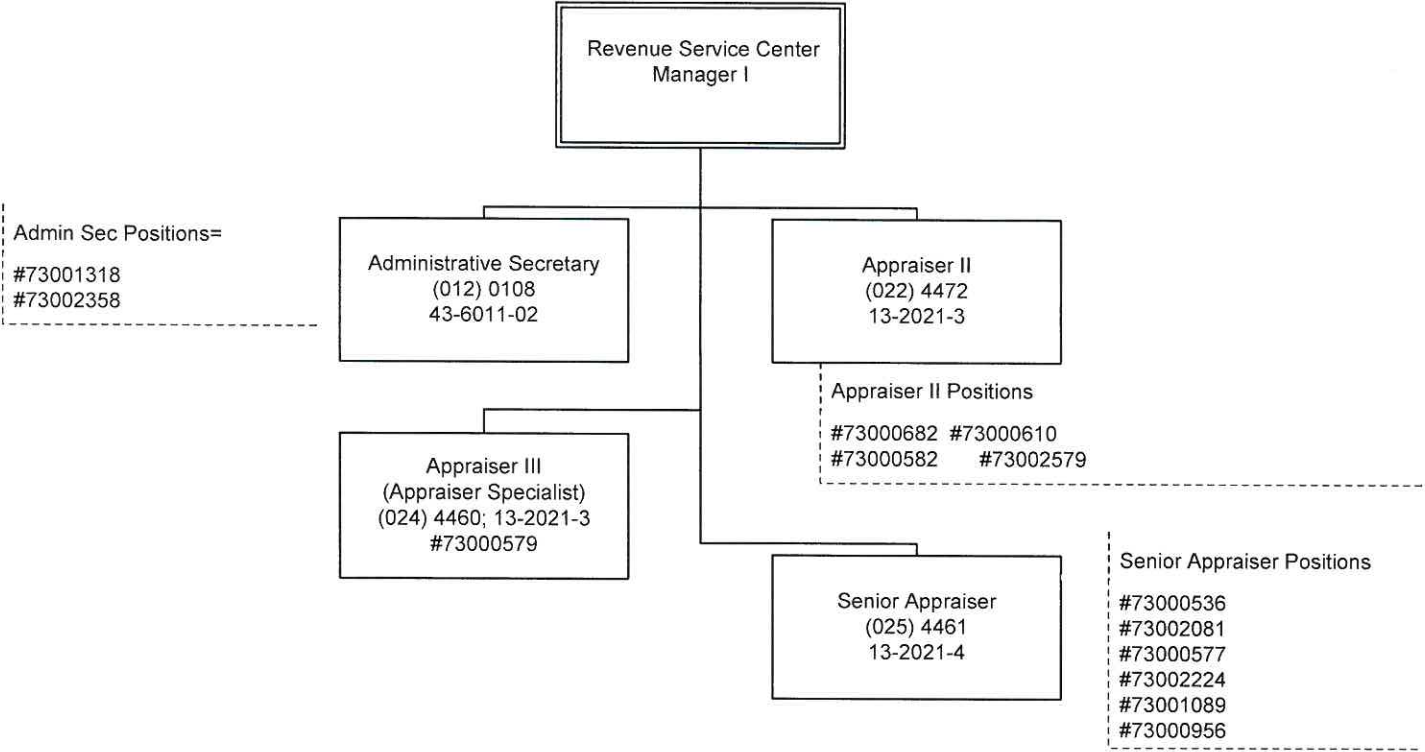 Revenue Service Center
Manager I
Admin Sec Positions=
#73001318
#73002358
Administrative Secretary
(012) 0108
43-6011-02
Appraiser II
(022) 4472
13-2021-3
Appraiser II Positions
#73000682 #73000610
#73000582 #73002579
Appraiser III
(Appraiser Specialist)
(024) 4460; 13-2021-3
#73000579
Senior Appraiser
(025) 4461
13-2021-4
Senior Appraiser Positions
#73000536
#73002081
#73000577
#73002224
#73001089
#73000956